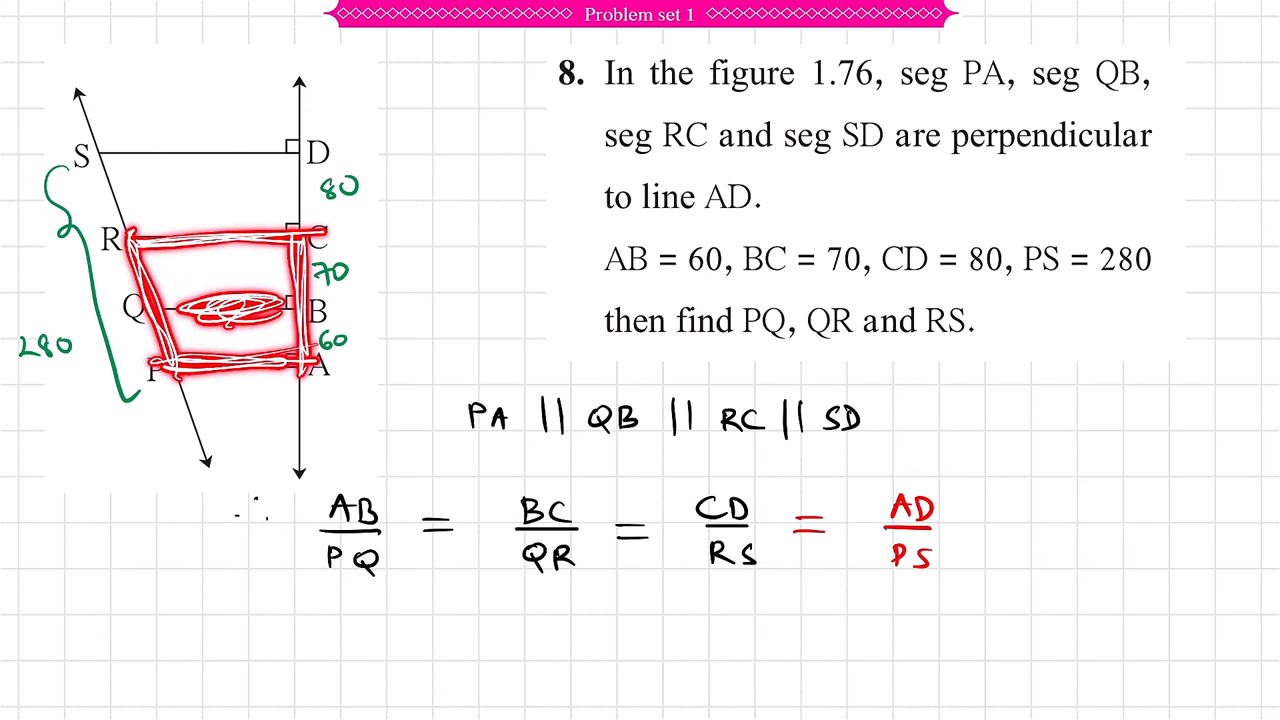 Problem set 1
8. In the figure 1.76, seg PA, seg QB,
seg RC and seg SD are perpendicular
to line AD.
AB = 60, BC = 70, CD = 80, PS = 280
then find PQ, QR and RS.
S
D
80
R
C
70
Q
B
60
280
P
A
PA || QB || RC || SD
∴ AB/PQ = BC/QR = CD/RS = AD/PS